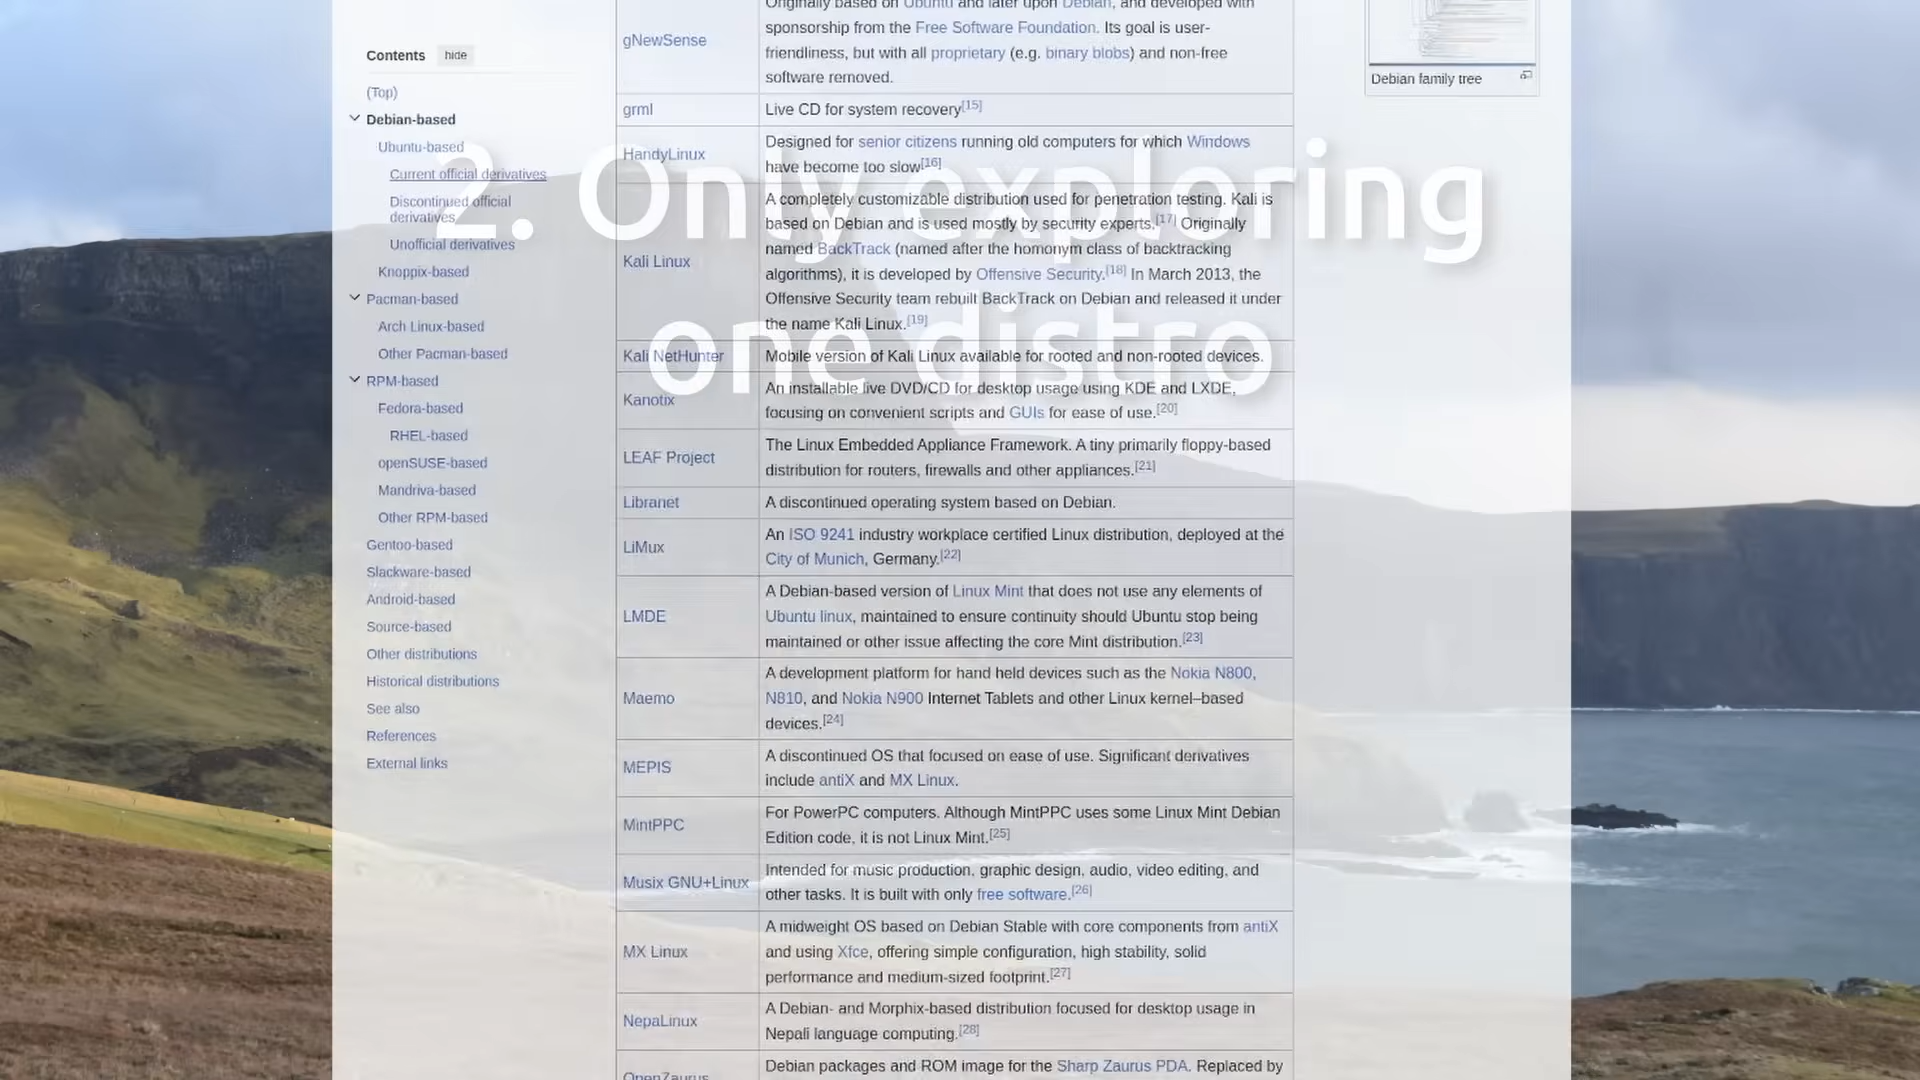 Contents hide
(Top)
Debian-based
Ubuntu-based
Current official derivatives
Discontinued official
derivatives
Unofficial derivatives
Knoppix-based
Pacman-based
Arch Linux-based
Other Pacman-based
RPM-based
Fedora-based
RHEL-based
openSUSE-based
Mandriva-based
Other RPM-based
Gentoo-based
Slackware-based
Android-based
Source-based
Other distributions
Historical distributions
See also
References
External links
2. Only exploring
one distro
gNewSense
Originally based on Ubuntu and later upon Debian, and developed with
sponsorship from the Free Software Foundation. Its goal is user-
friendliness, but with all proprietary (e.g. binary blobs) and non-free
software removed.
grml
Live CD for system recovery[15]
HandyLinux
Designed for senior citizens running old computers for which Windows
have become too slow[16]
Kali Linux
A completely customizable distribution used for penetration testing. Kali is
based on Debian and is used mostly by security experts.[17] Originally
named BackTrack (named after the homonym class of backtracking
algorithms), it is developed by Offensive Security.[18] In March 2013, the
Offensive Security team rebuilt BackTrack on Debian and released it under
the name Kali Linux.[19]
Kali NetHunter
Mobile version of Kali Linux available for rooted and non-rooted devices.
Kanotix
An installable live DVD/CD for desktop usage using KDE and LXDE,
focusing on convenient scripts and GUIs for ease of use.[20]
LEAF Project
The Linux Embedded Appliance Framework. A tiny primarily floppy-based
distribution for routers, firewalls and other appliances.[21]
Libranet
A discontinued operating system based on Debian.
LiMux
An ISO 9241 industry workplace certified Linux distribution, deployed at the
City of Munich, Germany.[22]
LMDE
A Debian-based version of Linux Mint that does not use any elements of
Ubuntu linux, maintained to ensure continuity should Ubuntu stop being
maintained or other issue affecting the core Mint distribution.[23]
Maemo
A development platform for hand held devices such as the Nokia N800,
N810, and Nokia N900 Internet Tablets and other Linux kernel–based
devices.[24]
MEPIS
A discontinued OS that focused on ease of use. Significant derivatives
include antiX and MX Linux.
MintPPC
For PowerPC computers. Although MintPPC uses some Linux Mint Debian
Edition code, it is not Linux Mint.[25]
Musix GNU+Linux
Intended for music production, graphic design, audio, video editing, and
other tasks. It is built with only free software.[26]
MX Linux
A midweight OS based on Debian Stable with core components from antiX
and using Xfce, offering simple configuration, high stability, solid
performance and medium-sized footprint.[27]
NepaLinux
A Debian- and Morphix-based distribution focused for desktop usage in
Nepali language computing.[28]
OpenZaurus
Debian packages and ROM image for the Sharp Zaurus PDA. Replaced by
Debian family tree